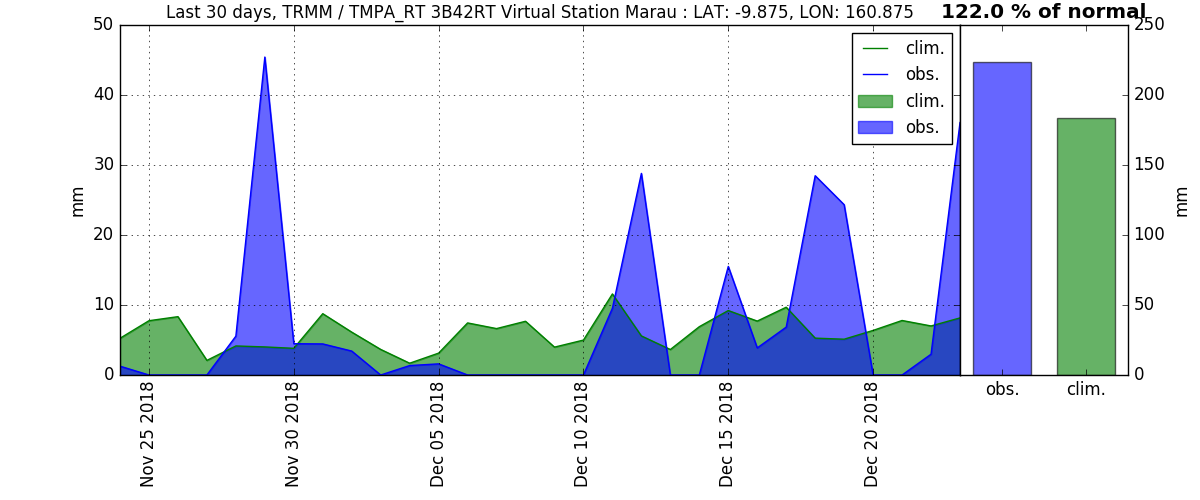 Last 30 days, TRMM / TMPA_RT 3B42RT Virtual Station Marau : LAT: -9.875, LON: 160.875
122.0 % of normal
50
40
30
20
10
0
mm
clim.
obs.
clim.
obs.
250
200
150
100
50
0
mm
Nov 25 2018
Nov 30 2018
Dec 05 2018
Dec 10 2018
Dec 15 2018
Dec 20 2018
obs.
clim.